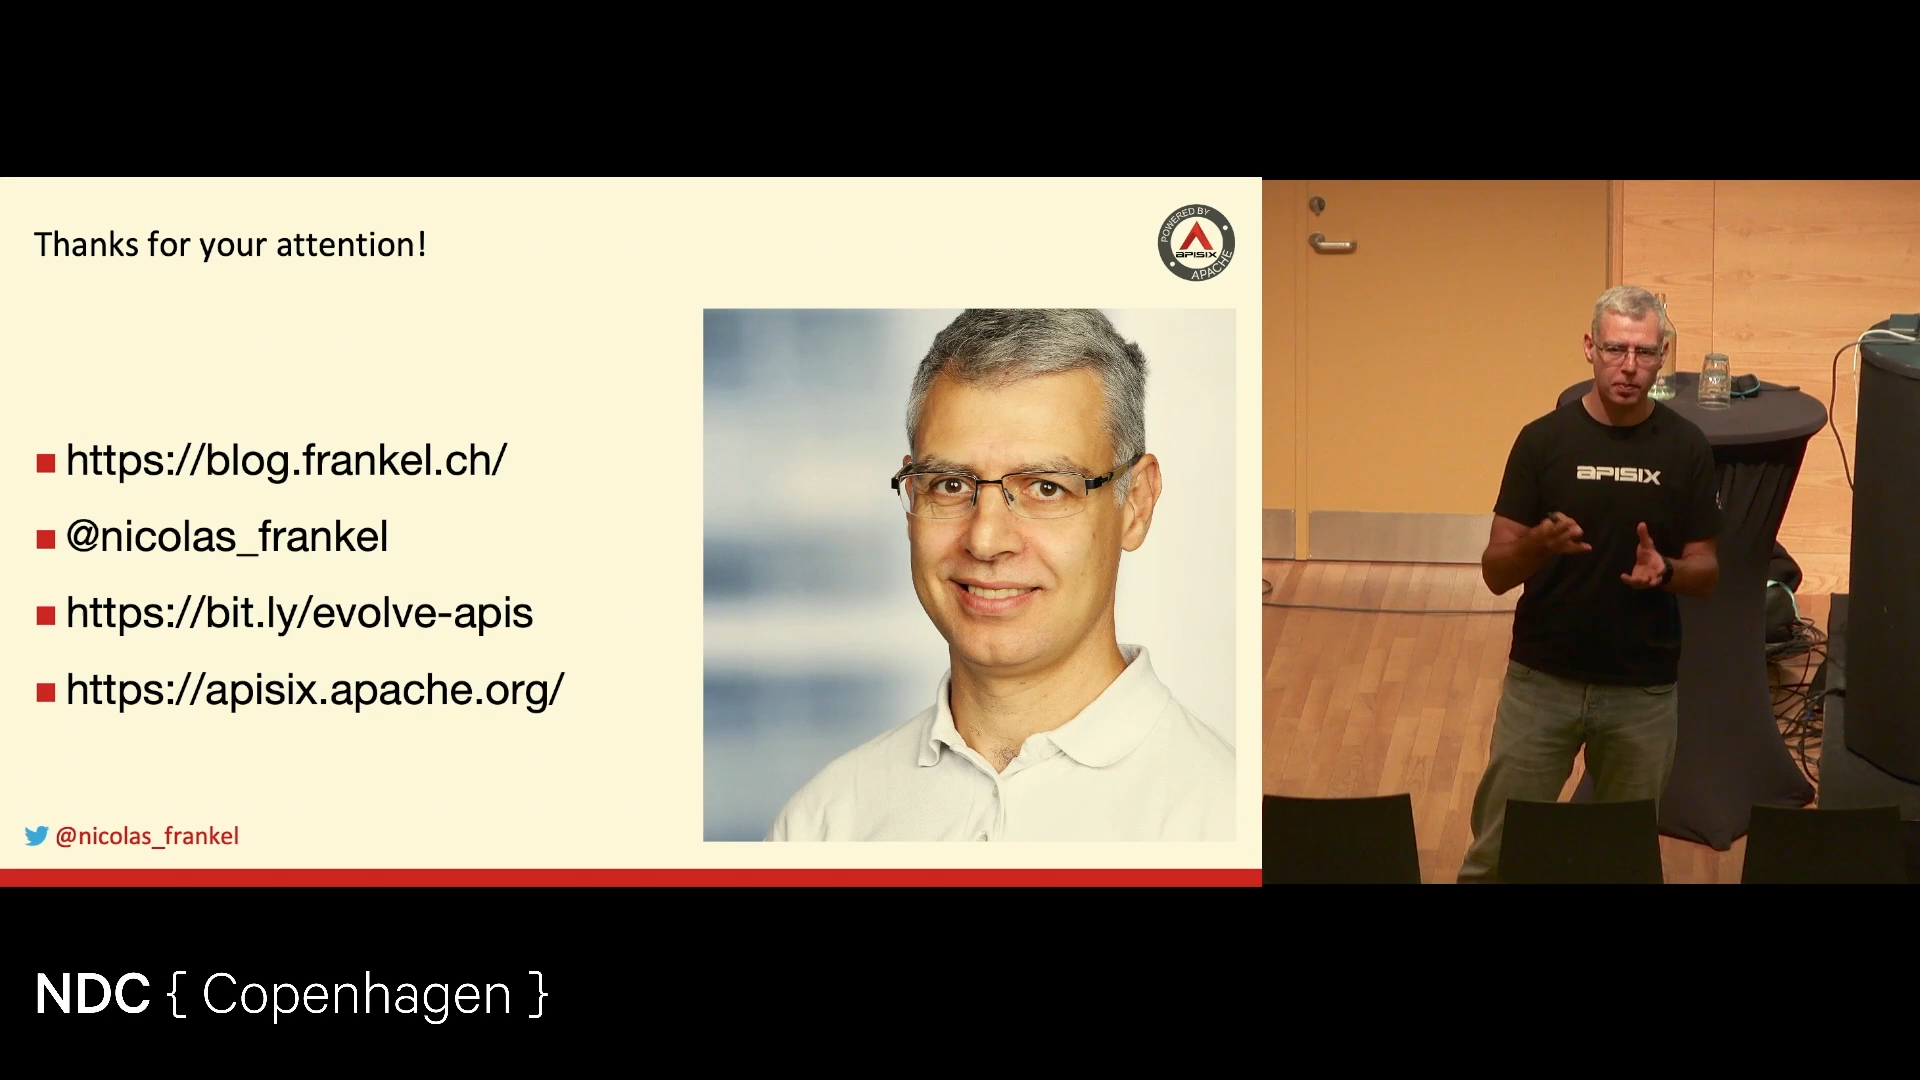 Thanks for your attention!
POWERED BY
APISIX
APACHE
https://blog.frankel.ch/
@nicolas_frankel
https://bit.ly/evolve-apis
https://apisix.apache.org/
@nicolas_frankel
APISIX
NDC { Copenhagen }